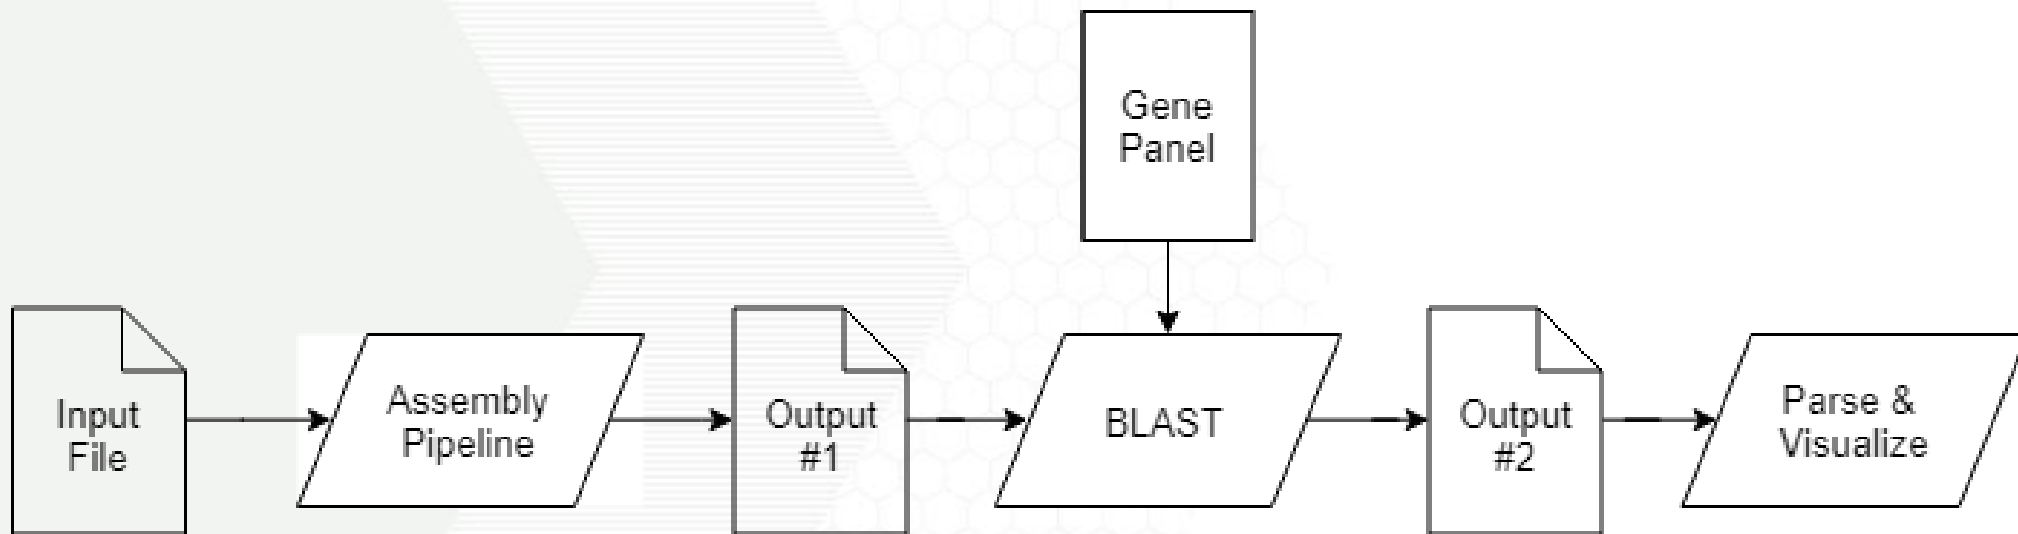 Gene
Panel
Input
File
Assembly
Pipeline
Output
#1
BLAST
Output
#2
Parse &
Visualize